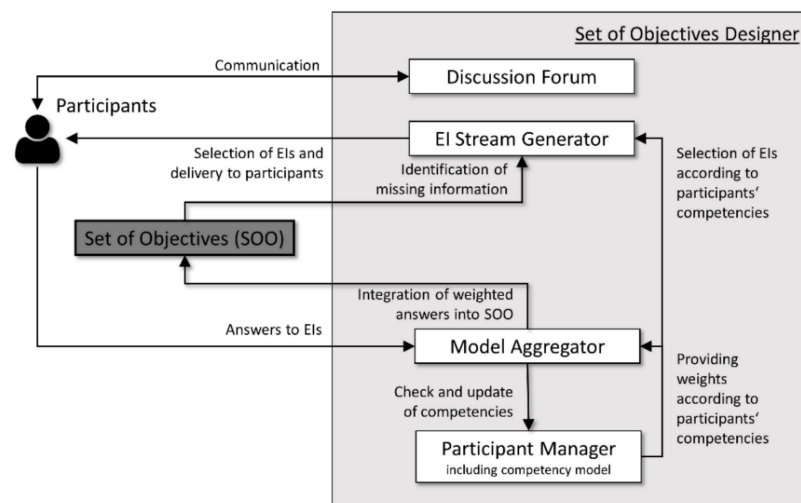 Set of Objectives Designer
Communication
Discussion Forum
Participants
EI Stream Generator
Selection of EIs and
delivery to participants
Identification of
missing information
Selection of EIs
according to
participants‘
competencies
Set of Objectives (SOO)
Integration of weighted
answers into SOO
Answers to EIs
Model Aggregator
Providing
weights
according to
participants‘
competencies
Check and update
of competencies
Participant Manager
including competency model